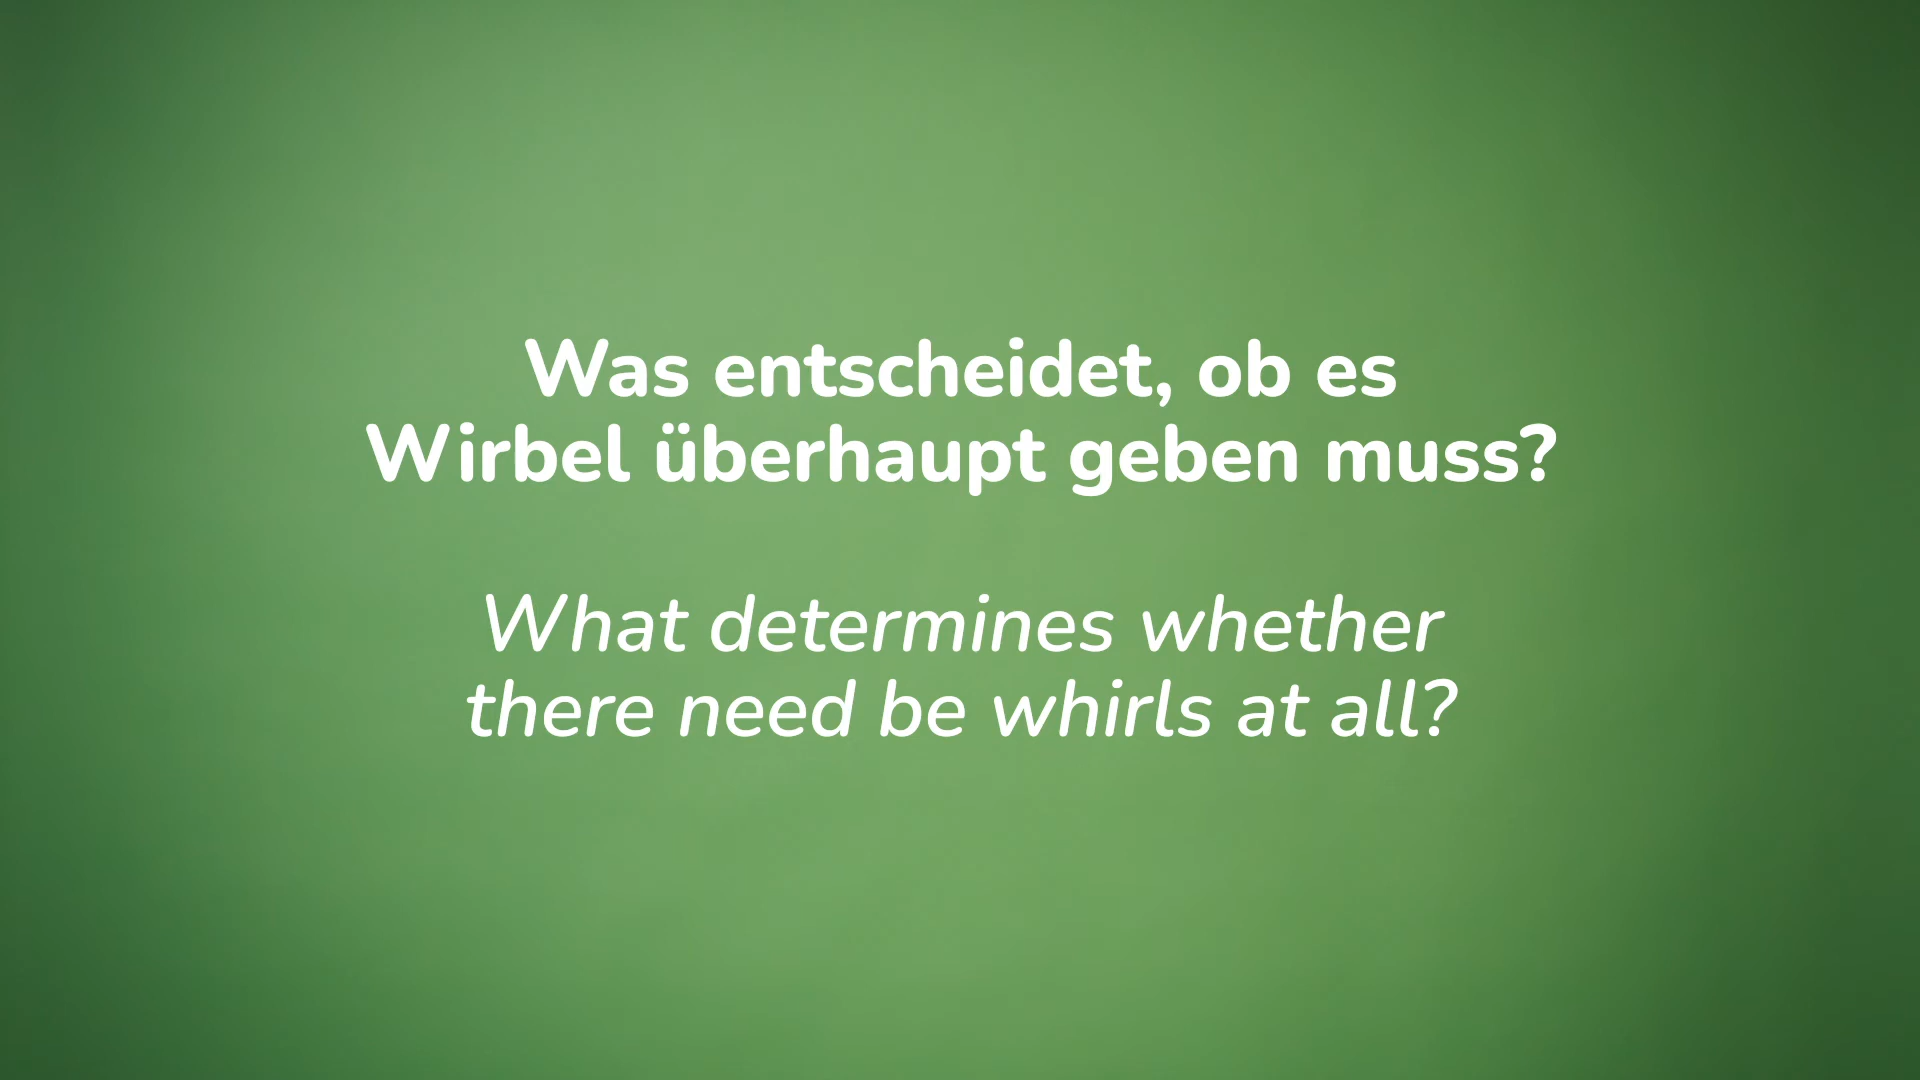 Was entscheidet, ob es
Wirbel überhaupt geben muss?
What determines whether
there need be whirls at all?